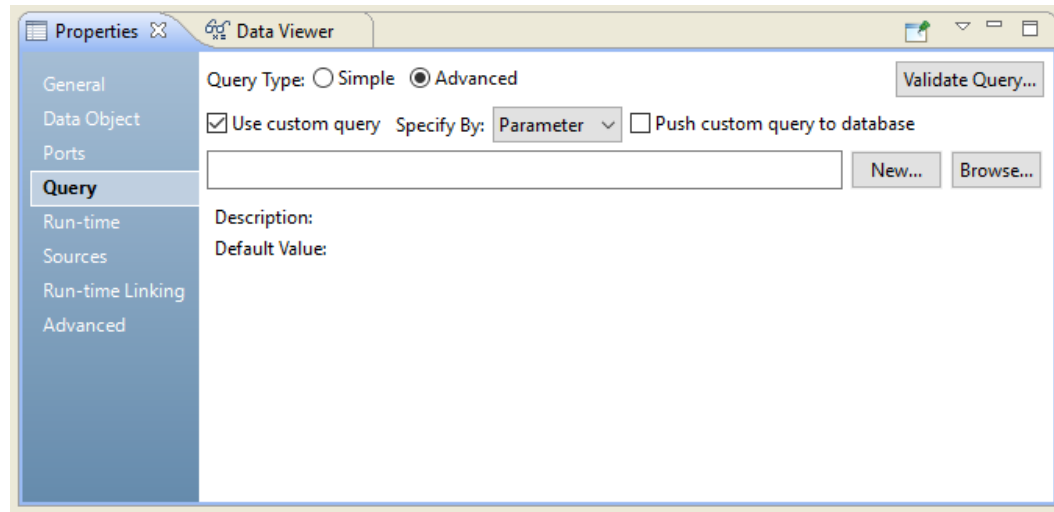 Properties Data Viewer
General
Data Object
Ports
Query
Run-time
Sources
Run-time Linking
Advanced
Query Type: Simple Advanced Validate Query...
Use custom query Specify By: Parameter Push custom query to database
New... Browse...
Description:
Default Value: